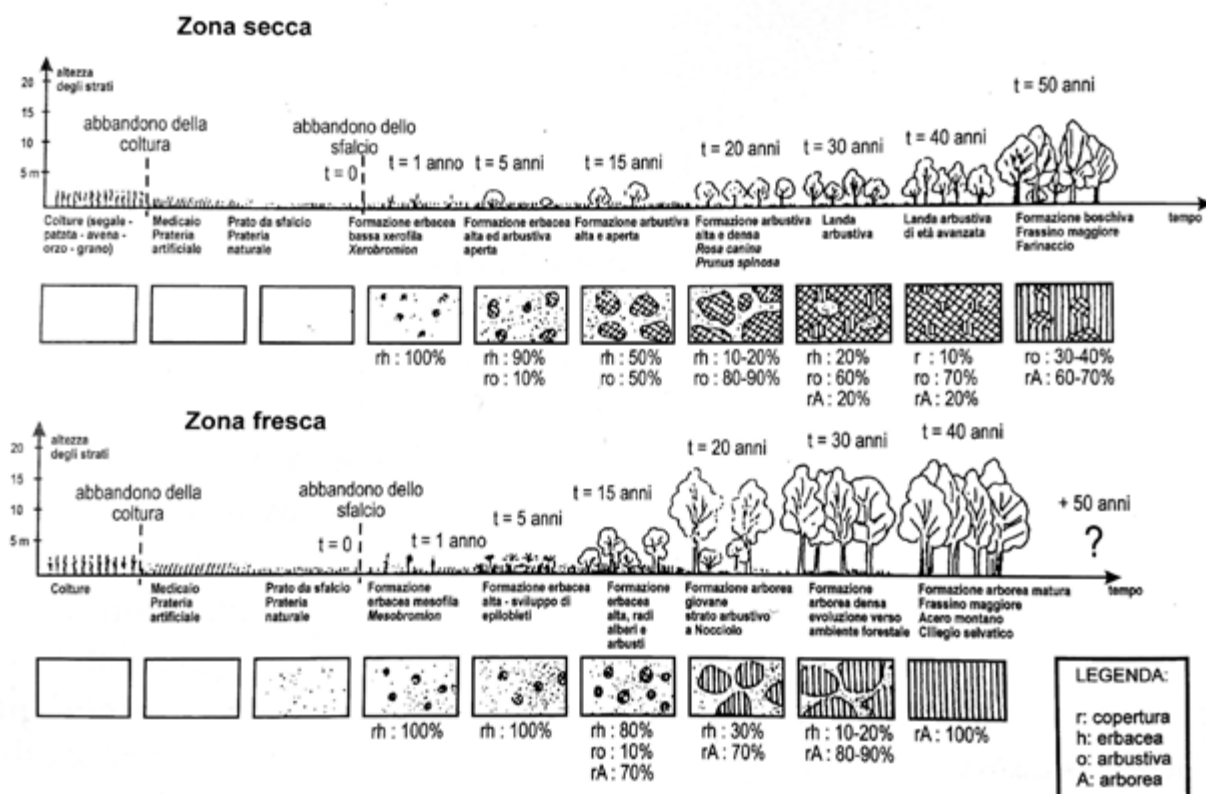 Zona secca
altezza
degli strati
20
15
10
5 m
abbandono della
coltura
abbandono dello
sfalcio
t = 0
t = 1 anno
t = 5 anni
t = 15 anni
t = 20 anni
t = 30 anni
t = 40 anni
t = 50 anni
Colture (segale -
patata - avena -
orzo - grano)
Medicaio
Prateria
artificiale
Prato da sfalcio
Prateria
naturale
Formazione erbacea
bassa xerofila
Xerobromion
Formazione erbacea
alta ed arbustiva
aperta
Formazione arbustiva
alta e aperta
Formazione arbustiva
alta e densa
Rosa canina
Prunus spinosa
Landa
arbustiva
Landa arbustiva
di età avanzata
Formazione boschiva
Frassino maggiore
Farinaccio
tempo
rh : 100%
rh : 90%
ro : 10%
rh : 50%
ro : 50%
rh : 10-20%
ro : 80-90%
rh : 20%
ro : 60%
rA : 20%
r : 10%
ro : 70%
rA : 20%
ro : 30-40%
rA : 60-70%
Zona fresca
altezza
degli strati
20
15
10
5 m
abbandono della
coltura
abbandono dello
sfalcio
t = 0
t = 1 anno
t = 5 anni
t = 15 anni
t = 20 anni
t = 30 anni
t = 40 anni
+ 50 anni
?
Colture
Medicaio
Prateria
artificiale
Prato da sfalcio
Prateria
naturale
Formazione
erbacea mesofila
Mesobromion
Formazione erbacea
alta - sviluppo di
epilobieti
Formazione
erbacea
alta, radi
alberi e
arbusti
Formazione arborea
giovane
strato arbustivo
a Nocciolo
Formazione
arborea densa
evoluzione verso
ambiente forestale
Formazione arborea matura
Frassino maggiore
Acero montano
Ciliegio selvatico
tempo
rh : 100%
rh : 100%
rh : 80%
ro : 10%
rA : 70%
rh : 30%
rA : 70%
rh : 10-20%
rA : 80-90%
rA : 100%
LEGENDA:
r: copertura
h: erbacea
o: arbustiva
A: arborea